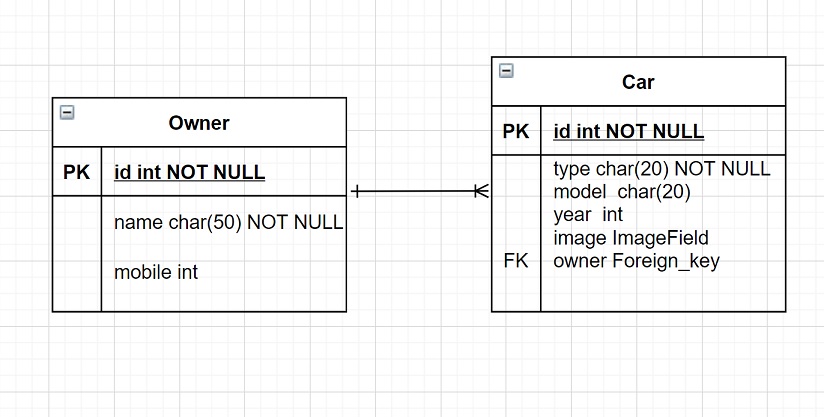 Owner
PK id int NOT NULL
name char(50) NOT NULL
mobile int
Car
PK id int NOT NULL
type char(20) NOT NULL
model char(20)
year int
image ImageField
FK owner Foreign_key